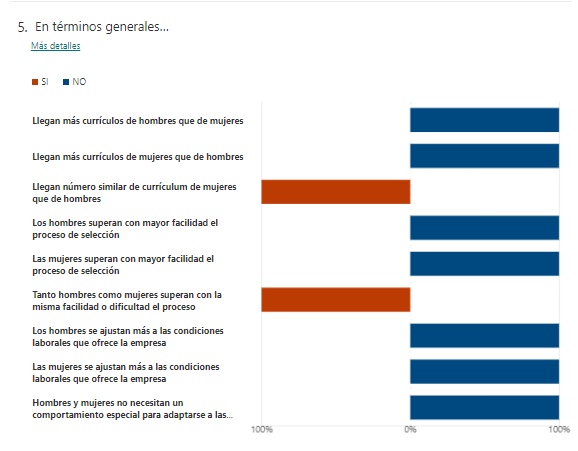 5. En términos generales...
Más detalles
SI NO
Llegan más currículos de hombres que de mujeres
Llegan más currículos de mujeres que de hombres
Llegan número similar de currículum de mujeres
que de hombres
Los hombres superan con mayor facilidad el
proceso de selección
Las mujeres superan con mayor facilidad el
proceso de selección
Tanto hombres como mujeres superan con la
misma facilidad o dificultad el proceso
Los hombres se ajustan más a las condiciones
laborales que ofrece la empresa
Las mujeres se ajustan más a las condiciones
laborales que ofrece la empresa
Hombres y mujeres no necesitan un
comportamiento especial para adaptarse a las...
100% 0% 100%